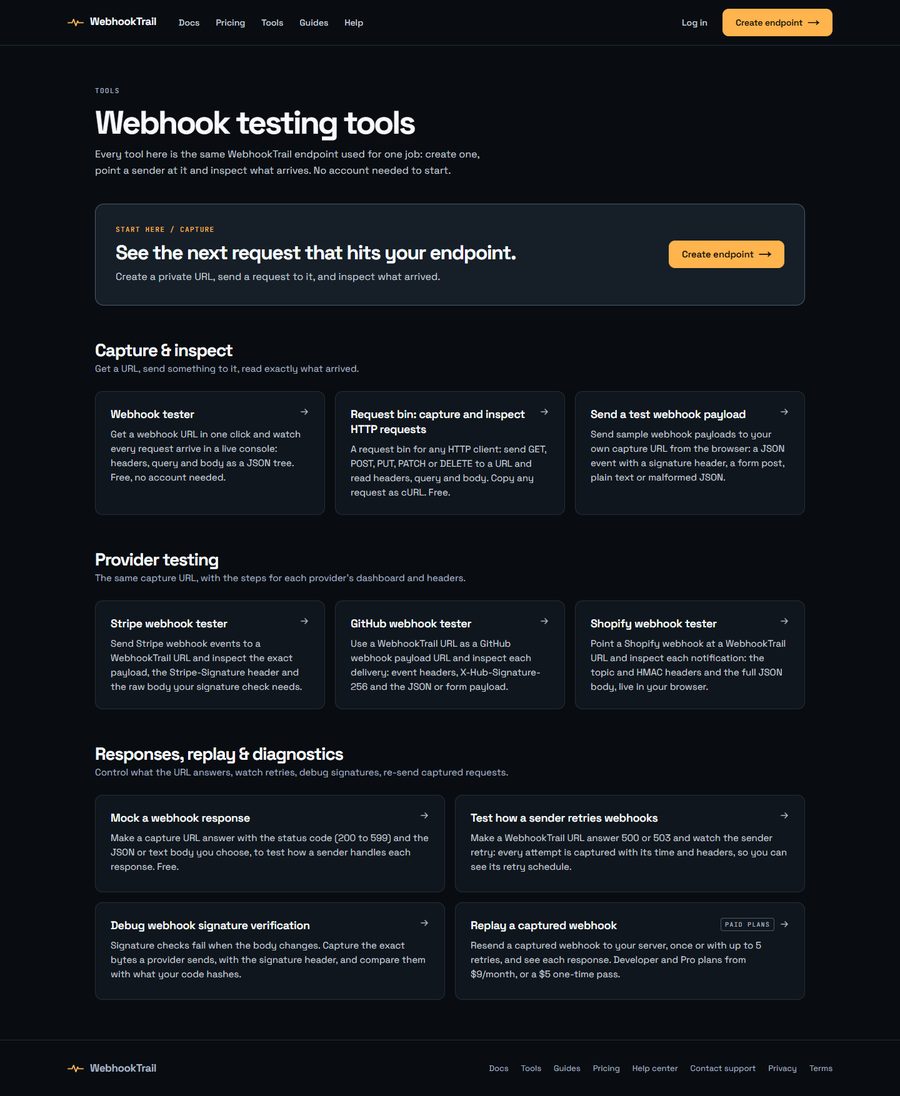 WebhookTrail Docs Pricing Tools Guides Help Log in Create endpoint →
TOOLS
Webhook testing tools
Every tool here is the same WebhookTrail endpoint used for one job: create one,
point a sender at it and inspect what arrives. No account needed to start.
START HERE / CAPTURE
See the next request that hits your endpoint.
Create a private URL, send a request to it, and inspect what arrived.
Create endpoint →
Capture & inspect
Get a URL, send something to it, read exactly what arrived.
Webhook tester →
Get a webhook URL in one click and watch
every request arrive in a live console:
headers, query and body as a JSON tree.
Free, no account needed.
Request bin: capture and inspect →
HTTP requests
A request bin for any HTTP client: send GET,
POST, PUT, PATCH or DELETE to a URL and
read headers, query and body. Copy any
request as cURL. Free.
Send a test webhook payload →
Send sample webhook payloads to your
own capture URL from the browser: a JSON
event with a signature header, a form post,
plain text or malformed JSON.
Provider testing
The same capture URL, with the steps for each provider's dashboard and headers.
Stripe webhook tester →
Send Stripe webhook events to a
WebhookTrail URL and inspect the exact
payload, the Stripe-Signature header and
the raw body your signature check needs.
GitHub webhook tester →
Use a WebhookTrail URL as a GitHub
webhook payload URL and inspect each
delivery: event headers, X-Hub-Signature-
256 and the JSON or form payload.
Shopify webhook tester →
Point a Shopify webhook at a WebhookTrail
URL and inspect each notification: the
topic and HMAC headers and the full JSON
body, live in your browser.
Responses, replay & diagnostics
Control what the URL answers, watch retries, debug signatures, re-send captured requests.
Mock a webhook response →
Make a capture URL answer with the status code (200 to 599) and the
JSON or text body you choose, to test how a sender handles each
response. Free.
Test how a sender retries webhooks →
Make a WebhookTrail URL answer 500 or 503 and watch the sender
retry: every attempt is captured with its time and headers, so you can
see its retry schedule.
Debug webhook signature verification →
Signature checks fail when the body changes. Capture the exact
bytes a provider sends, with the signature header, and compare them
with what your code hashes.
Replay a captured webhook PAID PLANS →
Resend a captured webhook to your server, once or with up to 5
retries, and see each response. Developer and Pro plans from
$9/month, or a $5 one-time pass.
WebhookTrail Docs Tools Guides Pricing Help center Contact support Privacy Terms